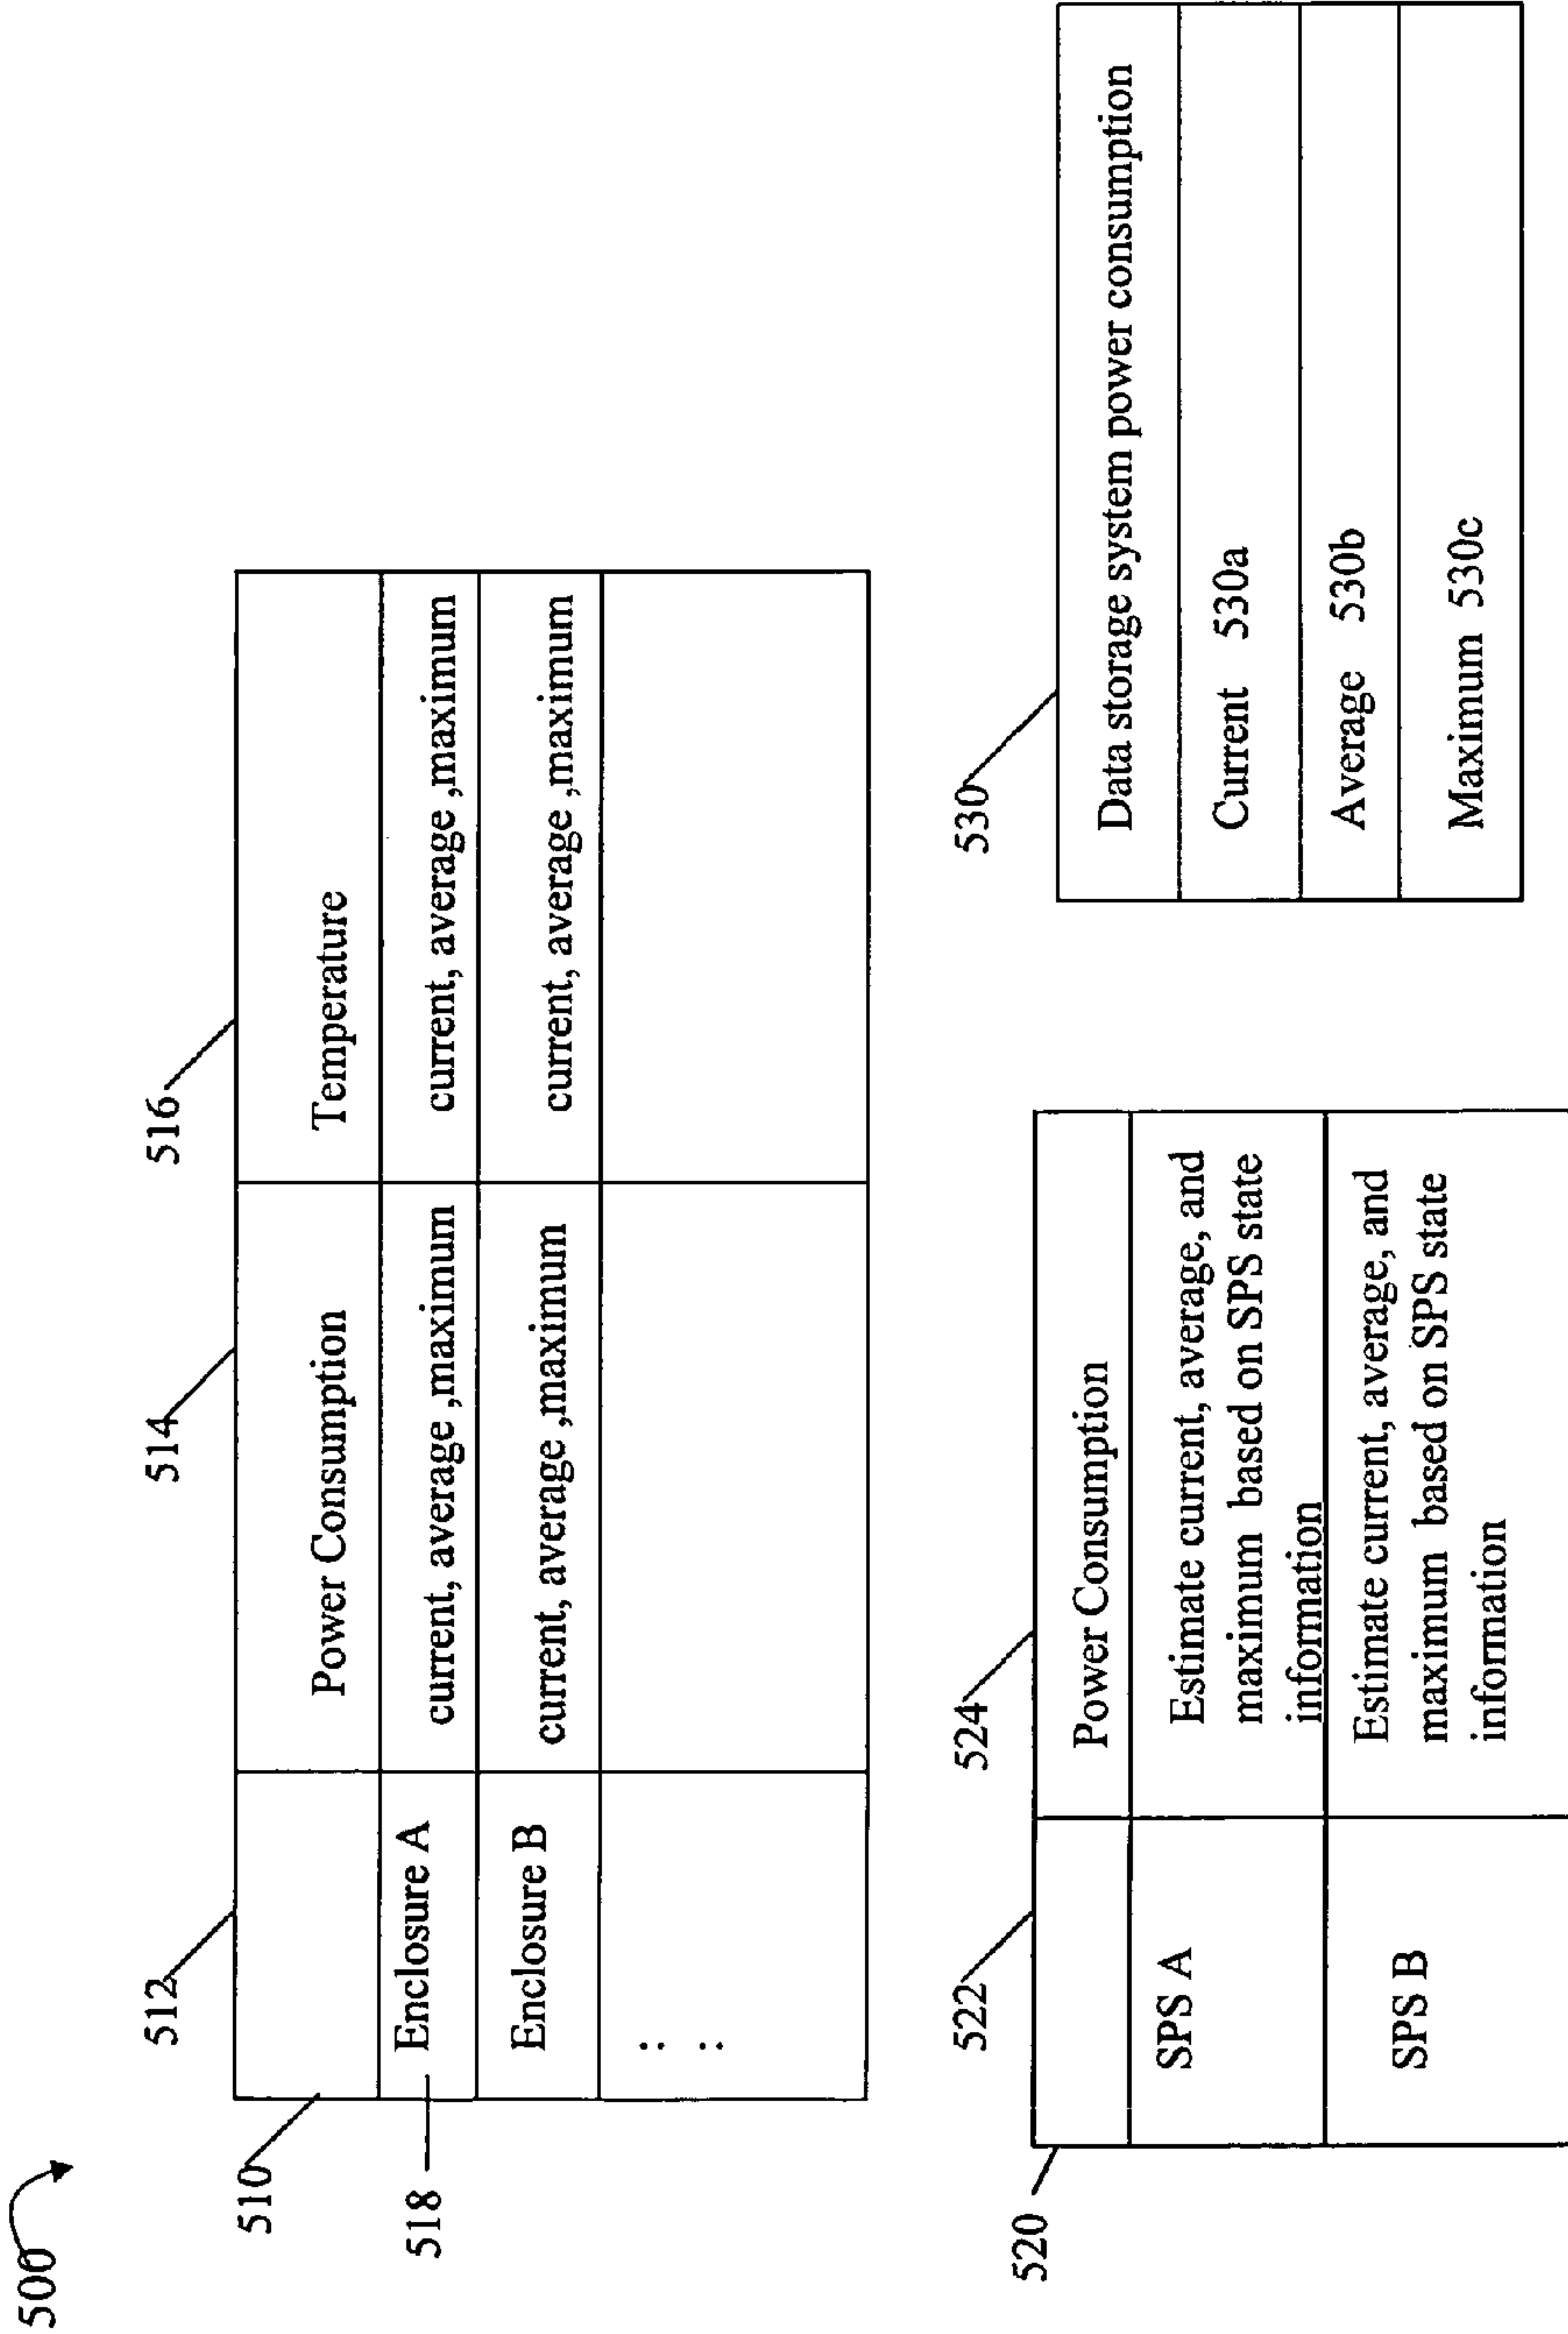 500
510
512
514
516
Power Consumption
Temperature
518
Enclosure A
current, average ,maximum
current, average ,maximum
Enclosure B
current, average ,maximum
current, average ,maximum
: :
520
522
524
Power Consumption
SPS A
Estimate current, average, and
maximum based on SPS state
information
SPS B
Estimate current, average, and
maximum based on SPS state
information
530
Data storage system power consumption
Current 530a
Average 530b
Maximum 530c